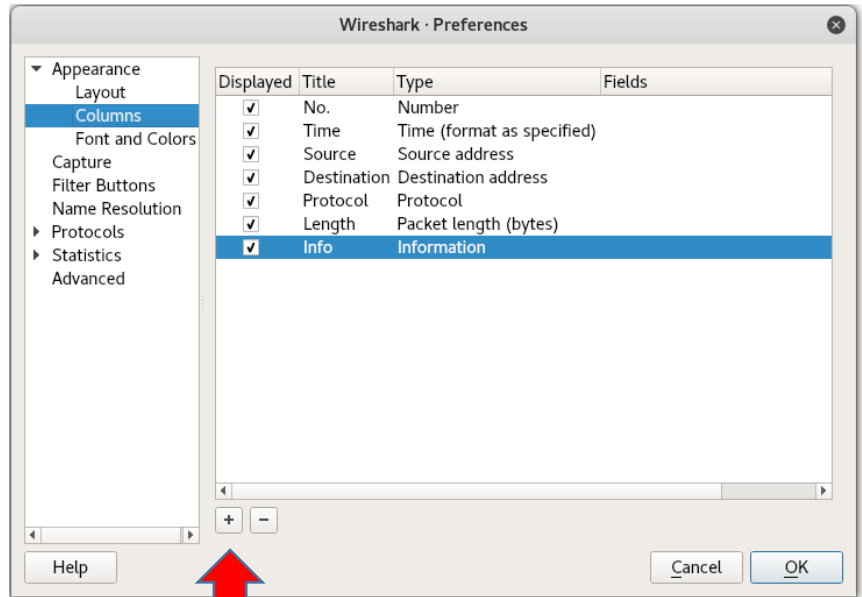 Wireshark · Preferences
Appearance
Layout
Columns
Font and Colors
Capture
Filter Buttons
Name Resolution
Protocols
Statistics
Advanced
Displayed Title Type Fields
No. Number
Time Time (format as specified)
Source Source address
Destination Destination address
Protocol Protocol
Length Packet length (bytes)
Info Information
+ −
Help Cancel OK